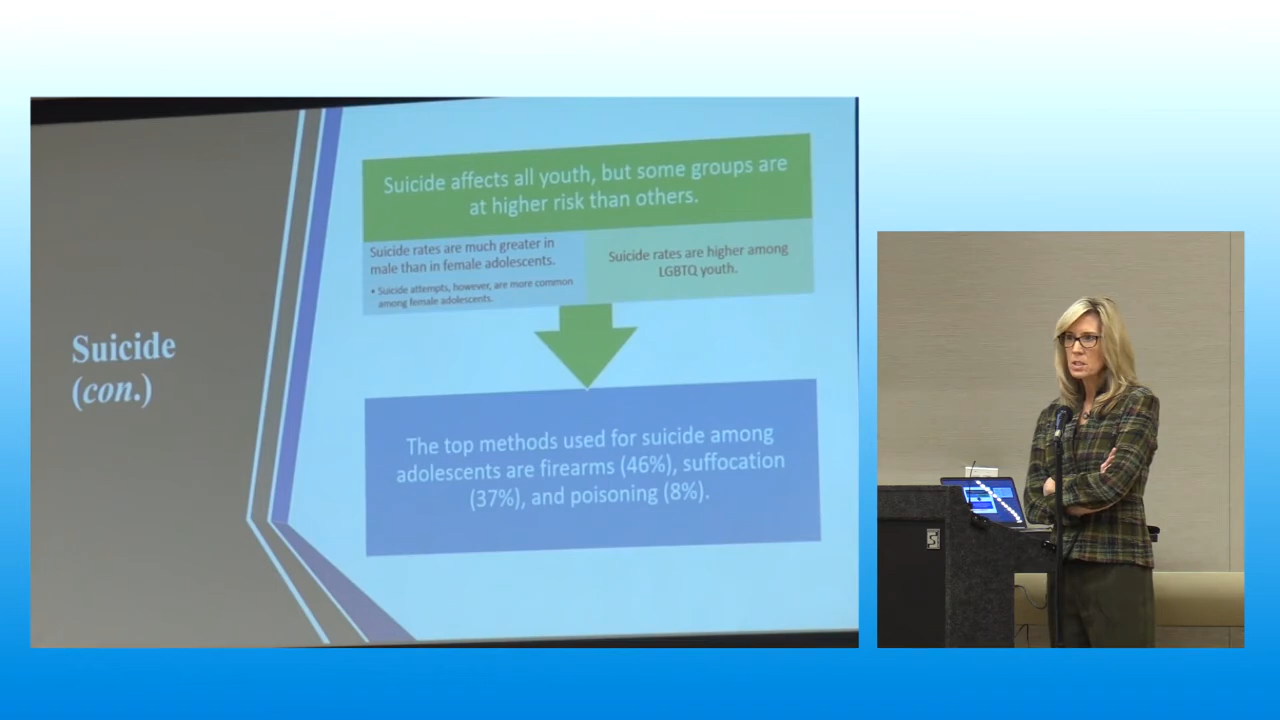 Suicide affects all youth, but some groups are
at higher risk than others.
Suicide rates are much greater in
male than in female adolescents.
• Suicide attempts, however, are more common
among female adolescents.
Suicide rates are higher among
LGBTQ youth.
Suicide
(con.)
The top methods used for suicide among
adolescents are firearms (46%), suffocation
(37%), and poisoning (8%).